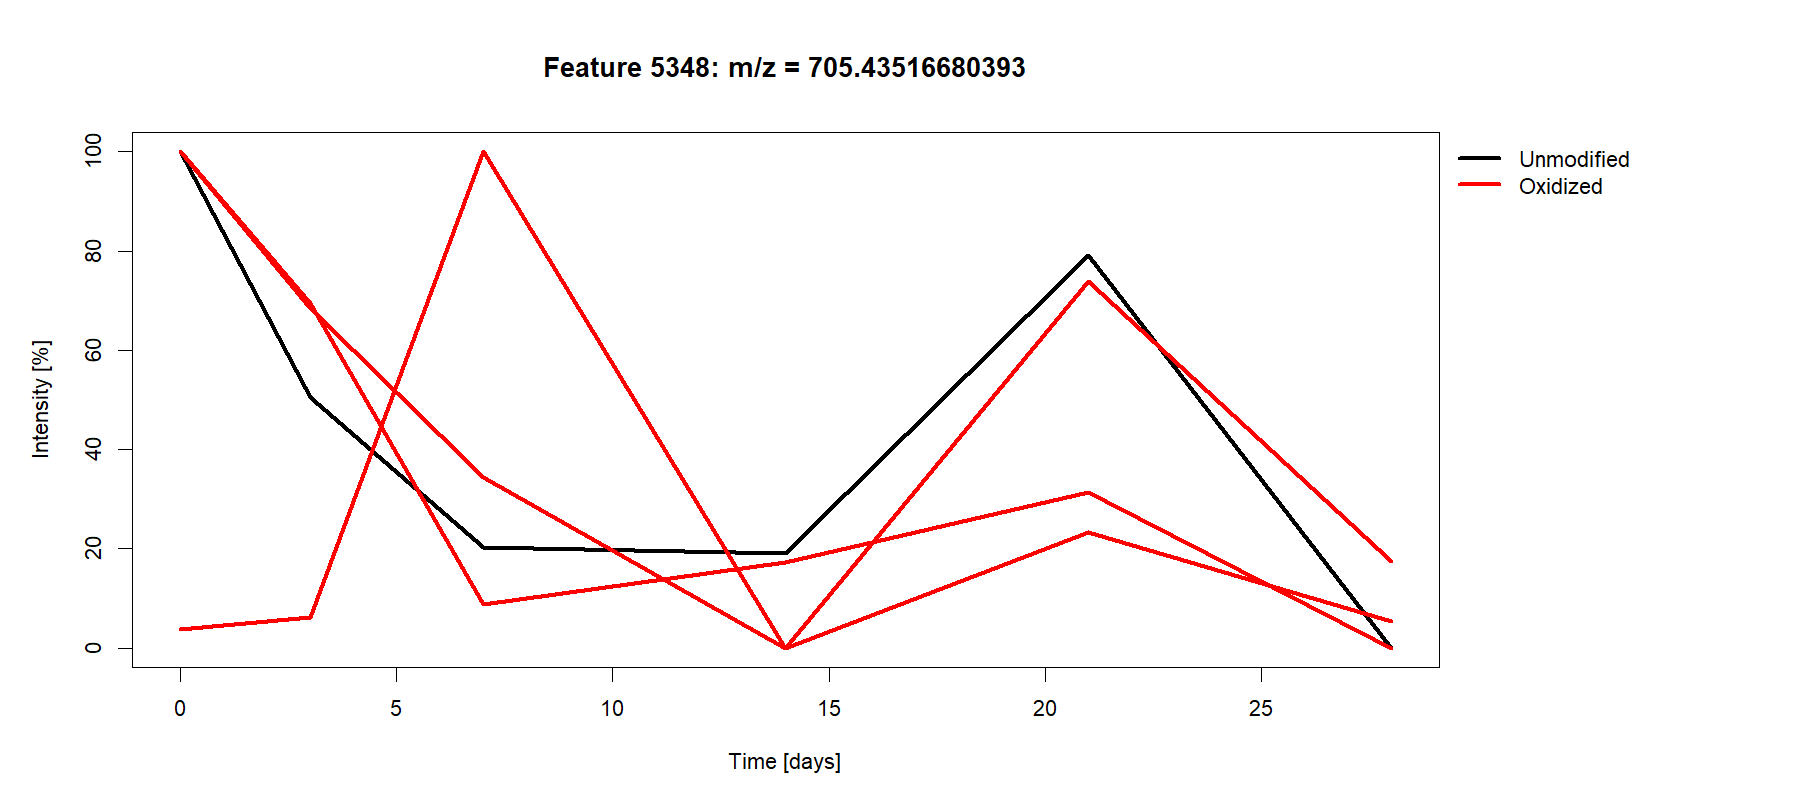 Feature 5348: m/z = 705.43516680393
Unmodified
Oxidized
Intensity [%]
100
80
60
40
20
0
0 5 10 15 20 25
Time [days]